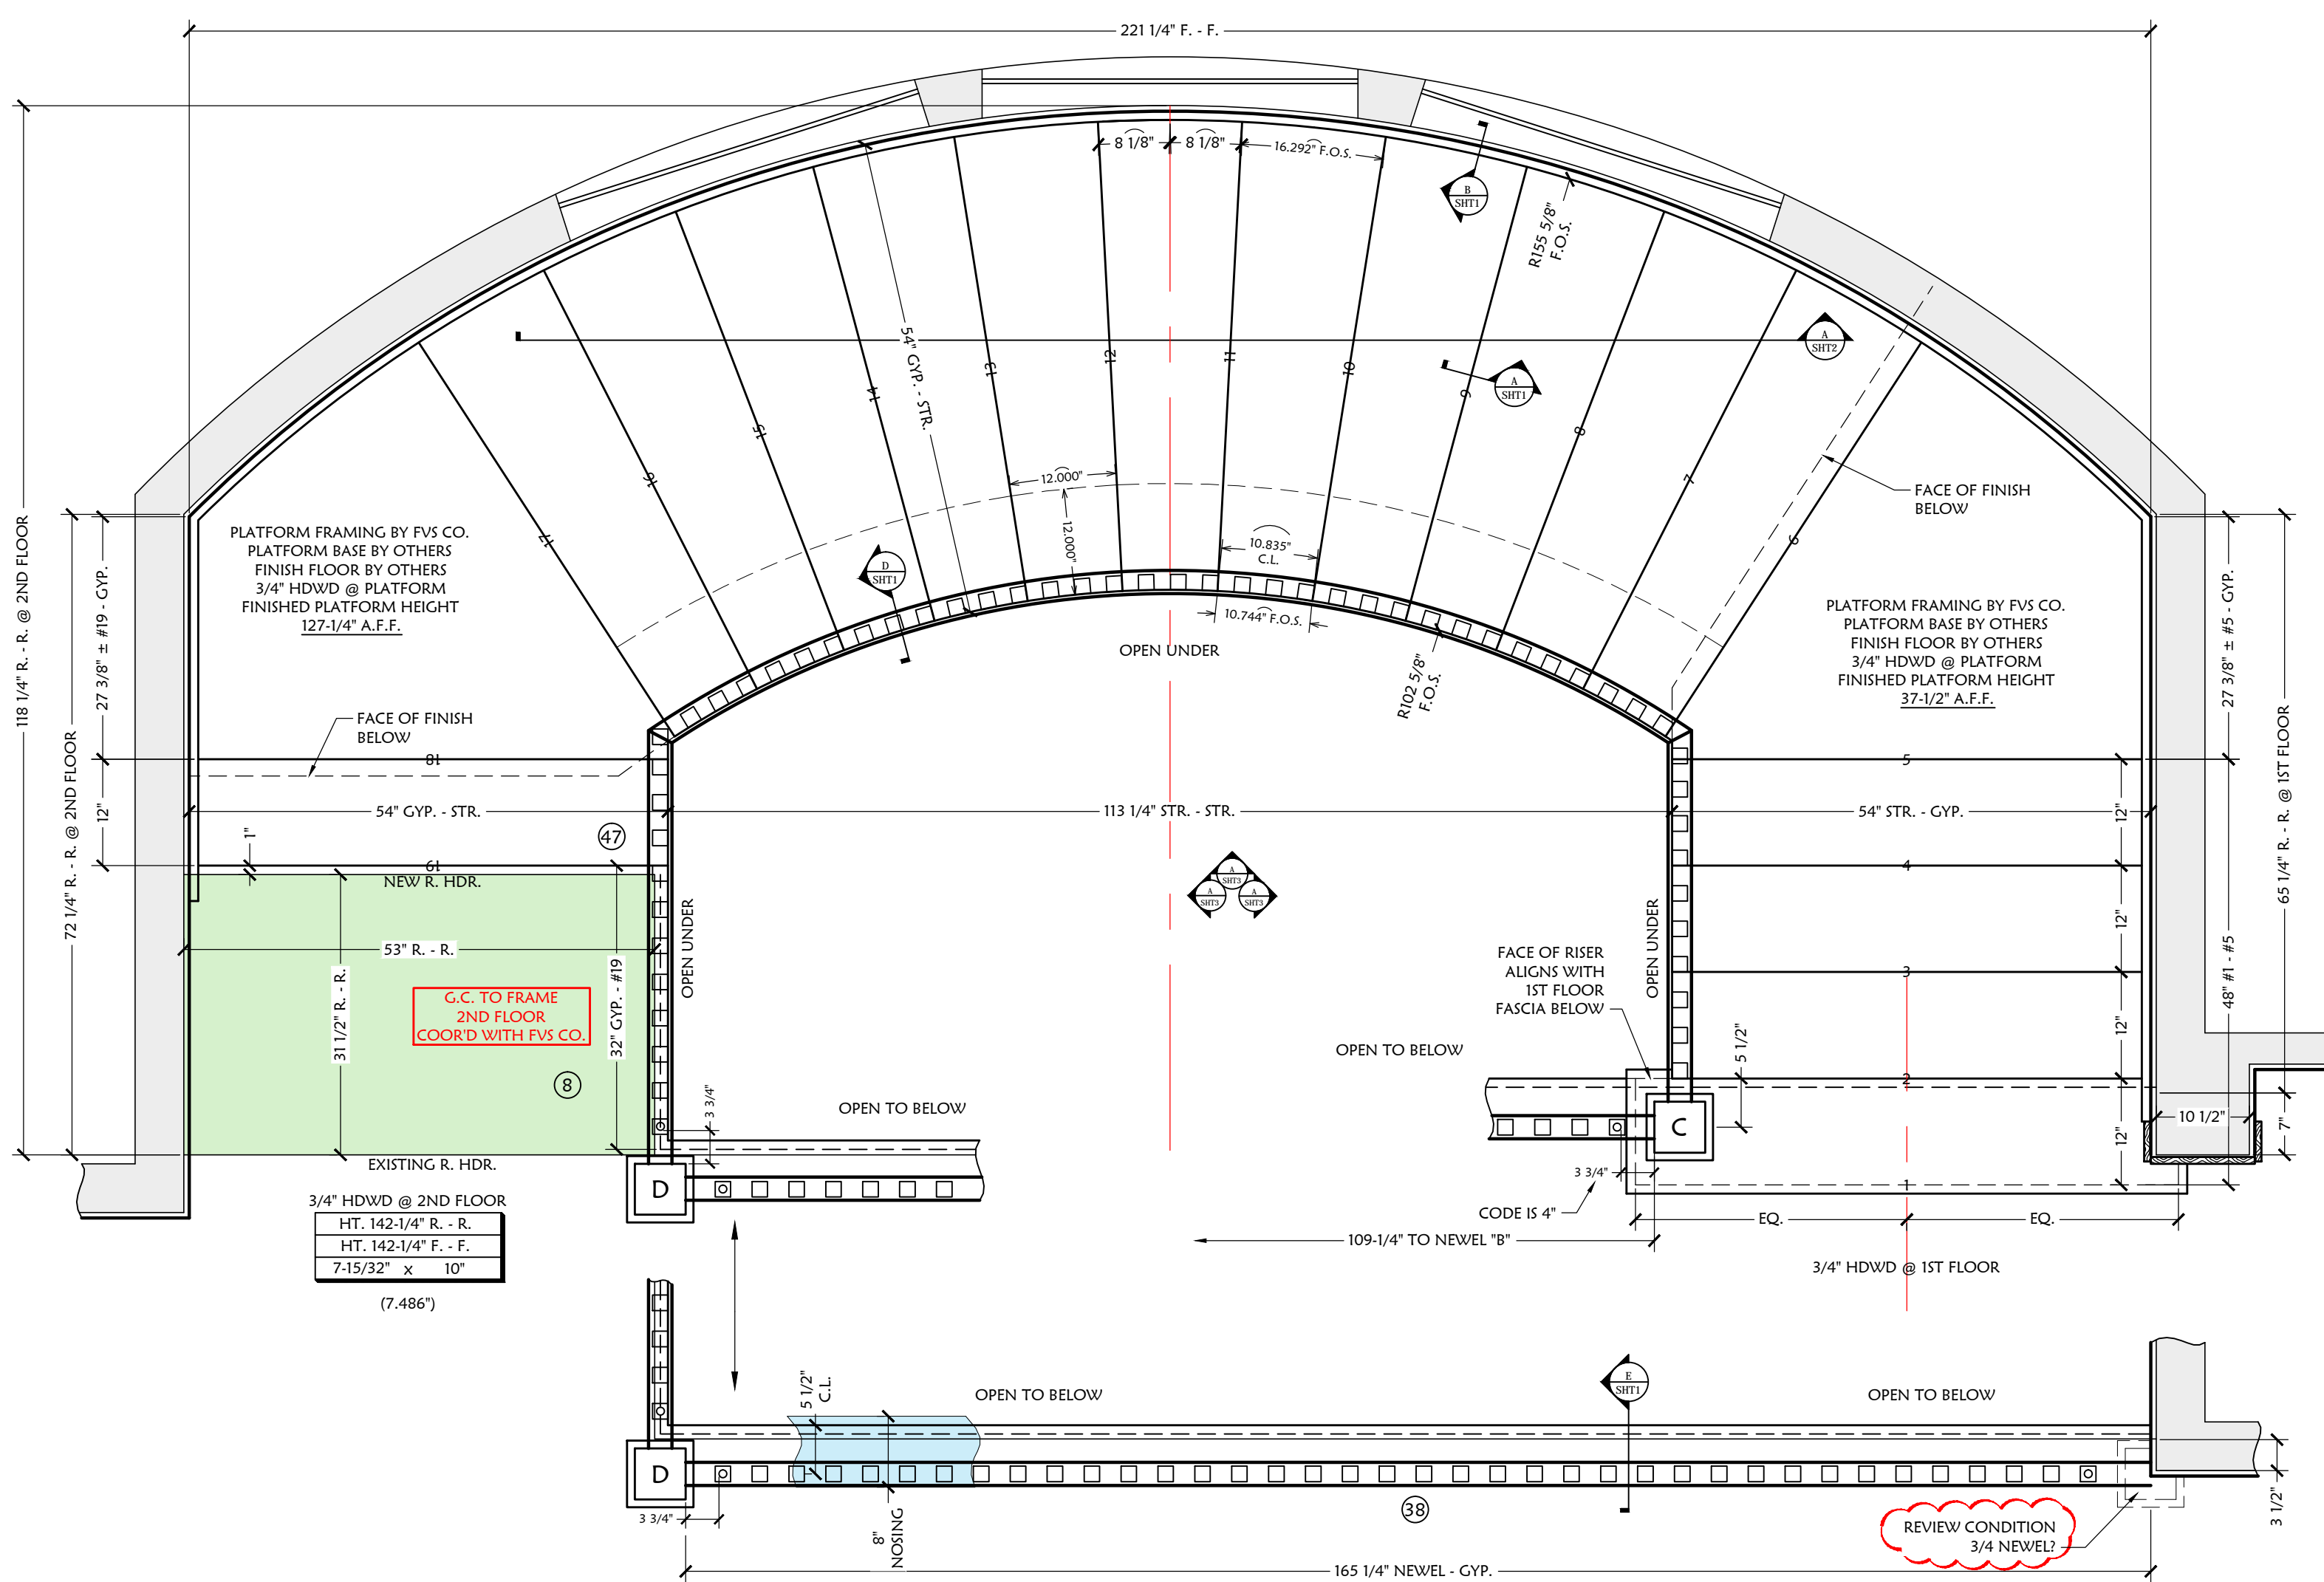 221 1/4" F. - F.
8 1/8"
8 1/8"
16.292" F.O.S.
B
SHT1
R155 5/8"
F.O.S.
A
SHT2
A
SHT1
54" GYP. - STR.
17
16
15
14
13
12
11
10
9
8
7
6
12.000"
12.000"
10.835"
C.L.
10.744" F.O.S.
R102 5/8"
F.O.S.
D
SHT1
OPEN UNDER
FACE OF FINISH
BELOW
PLATFORM FRAMING BY FVS CO.
PLATFORM BASE BY OTHERS
FINISH FLOOR BY OTHERS
3/4" HDWD @ PLATFORM
FINISHED PLATFORM HEIGHT
127-1/4" A.F.F.
PLATFORM FRAMING BY FVS CO.
PLATFORM BASE BY OTHERS
FINISH FLOOR BY OTHERS
3/4" HDWD @ PLATFORM
FINISHED PLATFORM HEIGHT
37-1/2" A.F.F.
118 1/4" R. - R. @ 2ND FLOOR
72 1/4" R. - R. @ 2ND FLOOR
27 3/8" ± #19 - GYP.
12"
27 3/8" ± #5 - GYP.
48" #1 - #5
65 1/4" R. - R. @ 1ST FLOOR
7"
FACE OF FINISH
BELOW
18
54" GYP. - STR.
113 1/4" STR. - STR.
54" STR. - GYP.
47
1"
19
NEW R. HDR.
53" R. - R.
31 1/2" R. - R.
32" GYP. - #19
G.C. TO FRAME
2ND FLOOR
COOR'D WITH FVS CO.
8
OPEN UNDER
A
SHT3
A
SHT3
A
SHT3
OPEN UNDER
5
4
3
2
1
12"
12"
12"
12"
FACE OF RISER
ALIGNS WITH
1ST FLOOR
FASCIA BELOW
OPEN TO BELOW
5 1/2"
C
10 1/2"
3 3/4"
OPEN TO BELOW
D
3 3/4"
CODE IS 4"
EQ.
EQ.
109-1/4" TO NEWEL "B"
3/4" HDWD @ 1ST FLOOR
EXISTING R. HDR.
3/4" HDWD @ 2ND FLOOR
HT. 142-1/4" R. - R.
HT. 142-1/4" F. - F.
7-15/32" x 10"
(7.486")
5 1/2"
C.L.
OPEN TO BELOW
E
SHT1
OPEN TO BELOW
D
3 3/4"
8"
NOSING
38
REVIEW CONDITION
3/4 NEWEL?
3 1/2"
165 1/4" NEWEL - GYP.